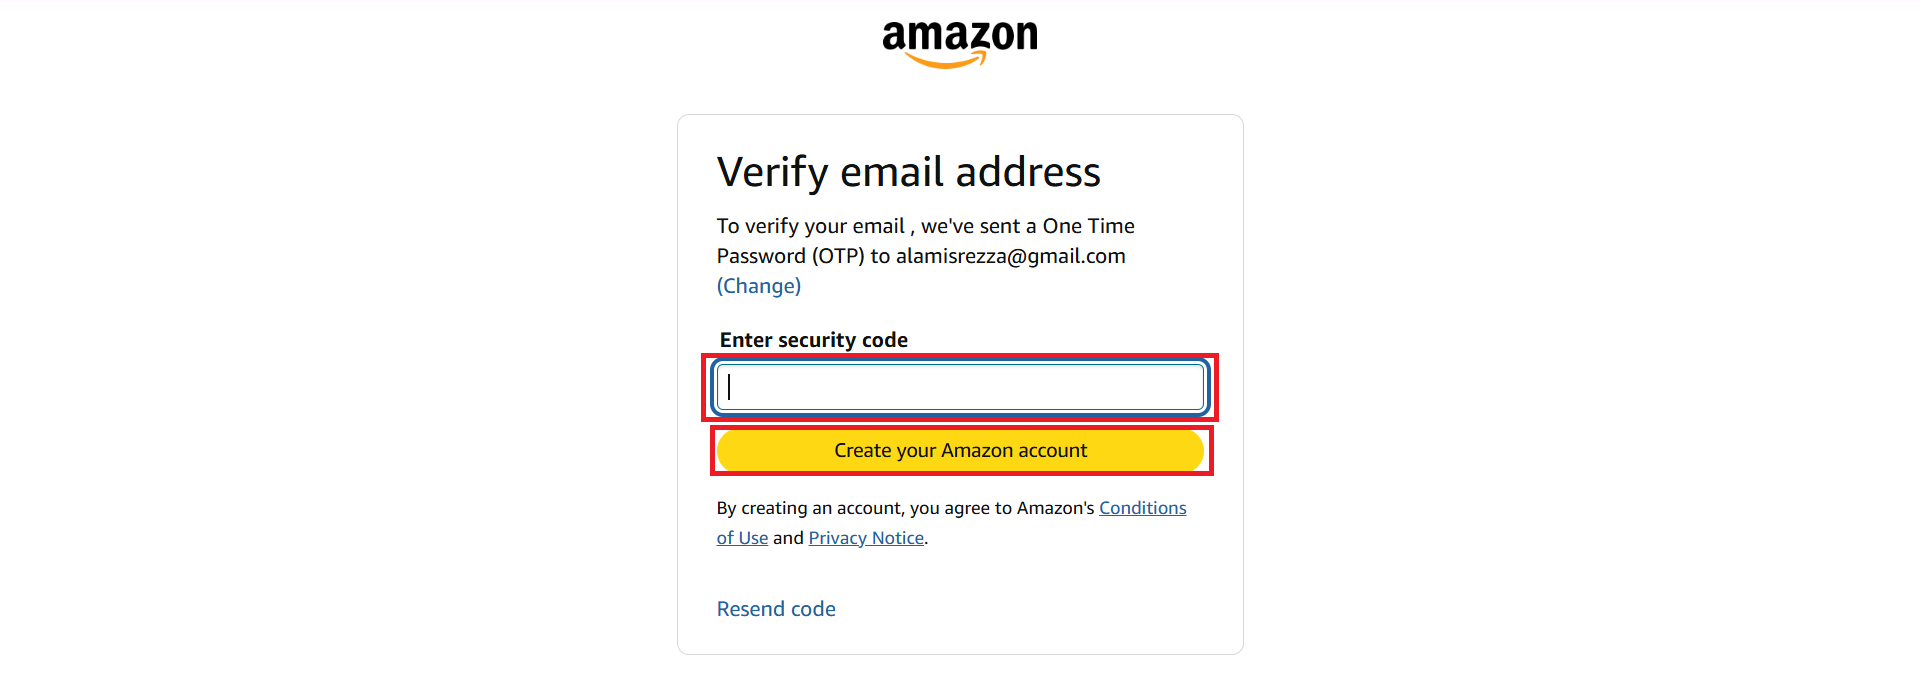 amazon
Verify email address
To verify your email , we've sent a One Time
Password (OTP) to alamisrezza@gmail.com
(Change)
Enter security code
Create your Amazon account
By creating an account, you agree to Amazon's Conditions
of Use and Privacy Notice.
Resend code